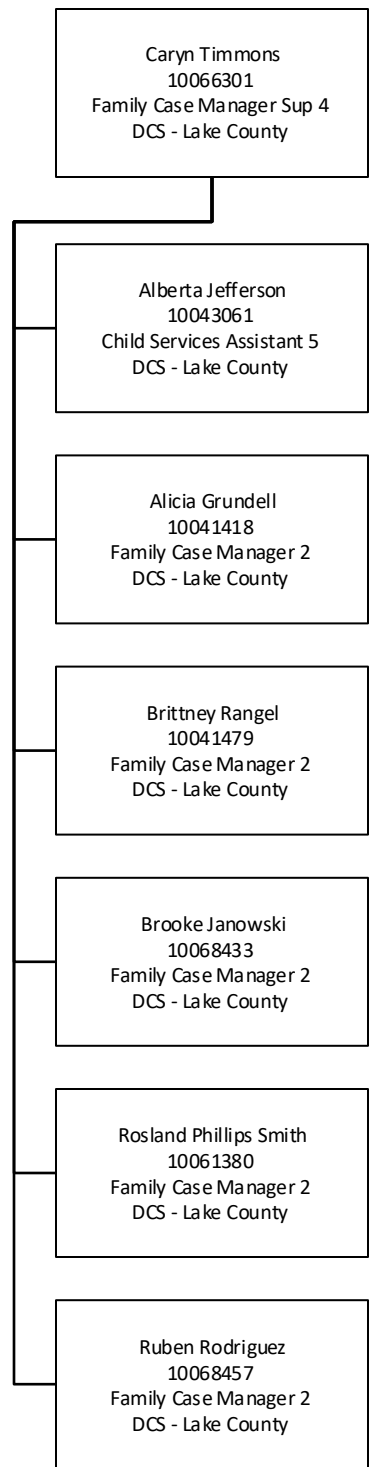 Caryn Timmons
10066301
Family Case Manager Sup 4
DCS - Lake County
Alberta Jefferson
10043061
Child Services Assistant 5
DCS - Lake County
Alicia Grundell
10041418
Family Case Manager 2
DCS - Lake County
Brittney Rangel
10041479
Family Case Manager 2
DCS - Lake County
Brooke Janowski
10068433
Family Case Manager 2
DCS - Lake County
Rosland Phillips Smith
10061380
Family Case Manager 2
DCS - Lake County
Ruben Rodriguez
10068457
Family Case Manager 2
DCS - Lake County